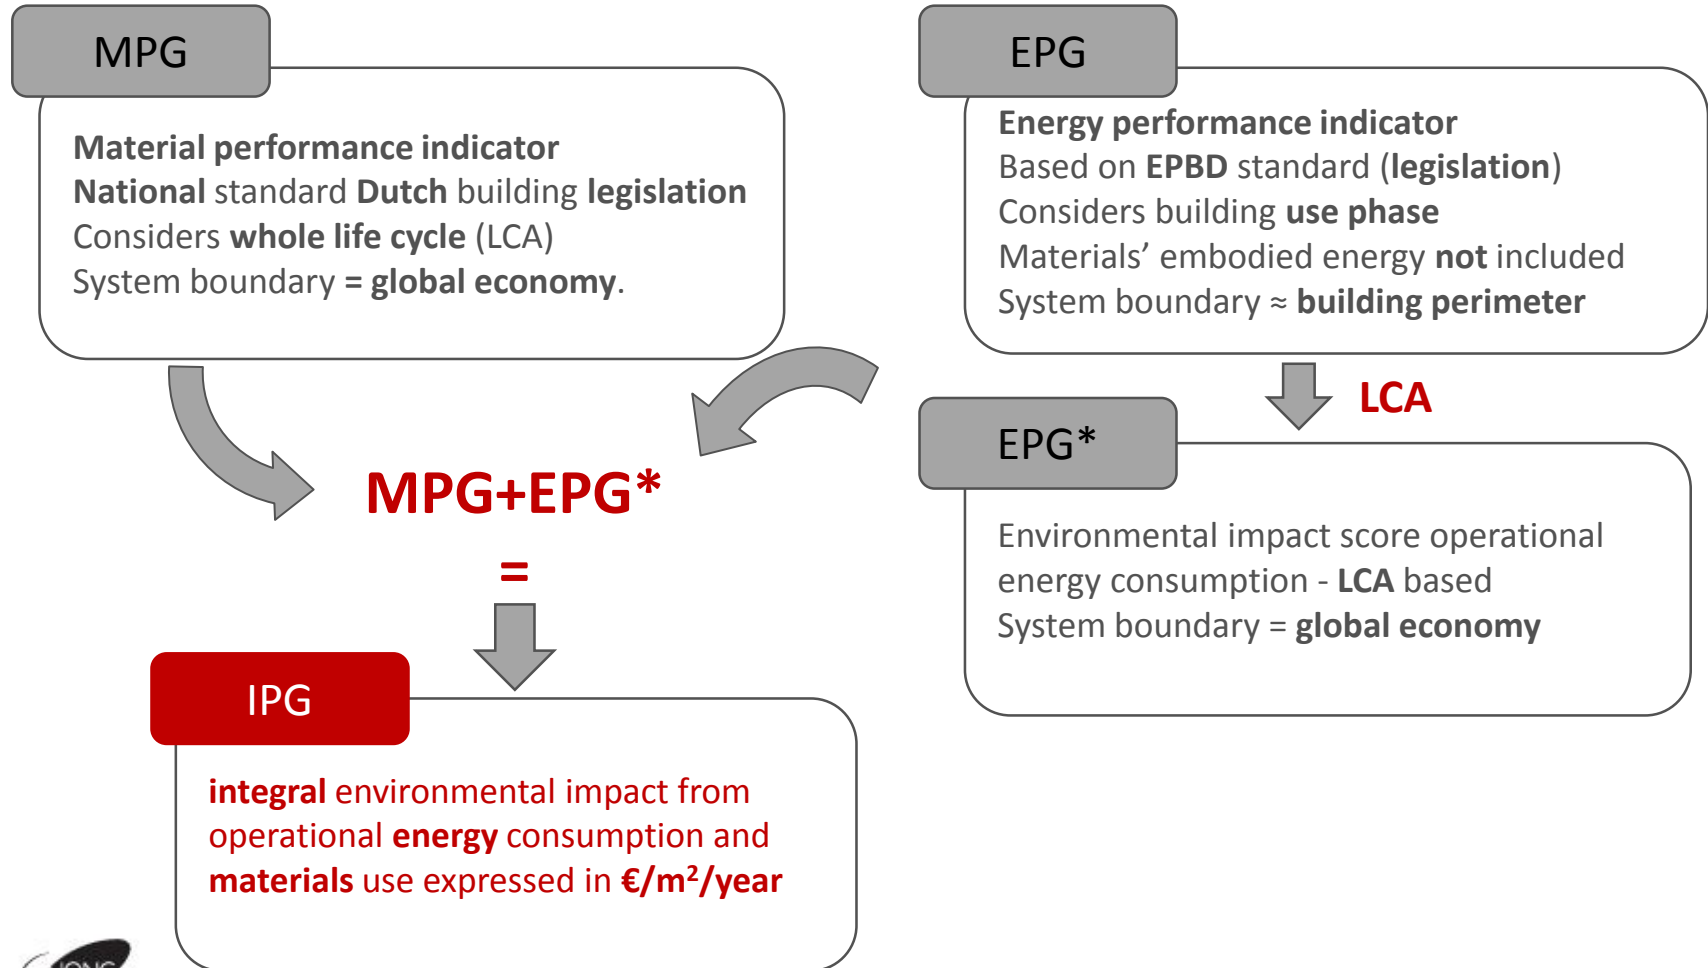 MPG
Material performance indicator
National standard Dutch building legislation
Considers whole life cycle (LCA)
System boundary = global economy.
EPG
Energy performance indicator
Based on EPBD standard (legislation)
Considers building use phase
Materials’ embodied energy not included
System boundary ≈ building perimeter
LCA
EPG*
Environmental impact score operational
energy consumption - LCA based
System boundary = global economy
MPG+EPG*
=
IPG
integral environmental impact from
operational energy consumption and
materials use expressed in €/m²/year